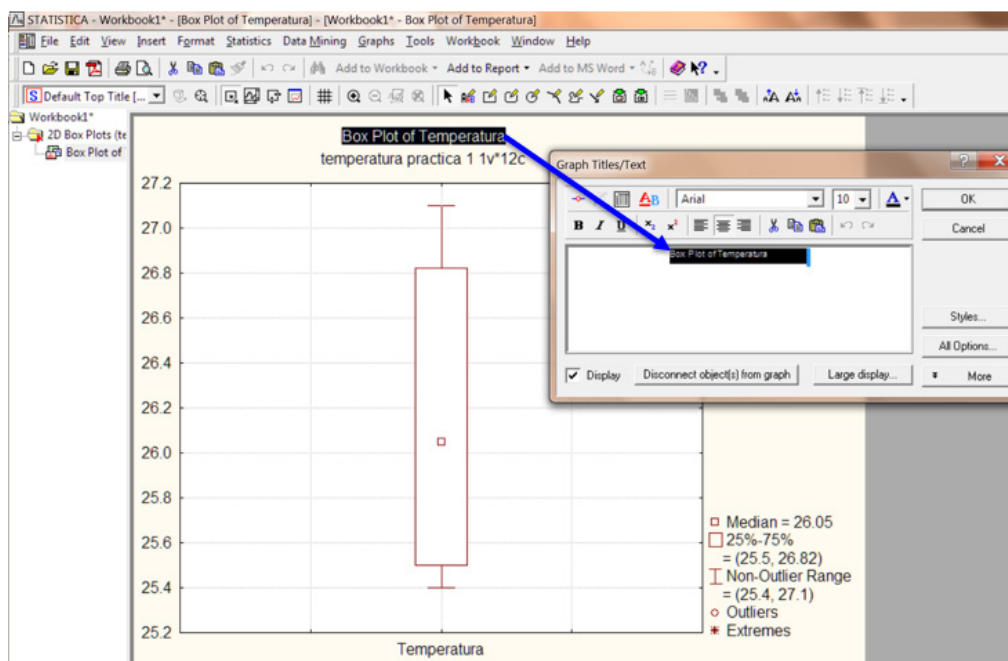 STATISTICA - Workbook1* - [Box Plot of Temperatura] - [Workbook1* - Box Plot of Temperatura]
File Edit View Insert Format Statistics Data Mining Graphs Tools Workbook Window Help
Add to Workbook Add to Report Add to MS Word
Default Top Title [...
Workbook1*
2D Box Plots (te
Box Plot of
Box Plot of Temperatura
temperatura practica 1 1v*12c
27.2
27.0
26.8
26.6
26.4
26.2
26.0
25.8
25.6
25.4
25.2
Temperatura
Median = 26.05
25%-75%
= (25.5, 26.82)
Non-Outlier Range
= (25.4, 27.1)
Outliers
Extremes
Graph Titles/Text
Arial 10
B I U
Box Plot of Temperatura
Display Disconnect object(s) from graph Large display...
OK
Cancel
Styles...
All Options...
More